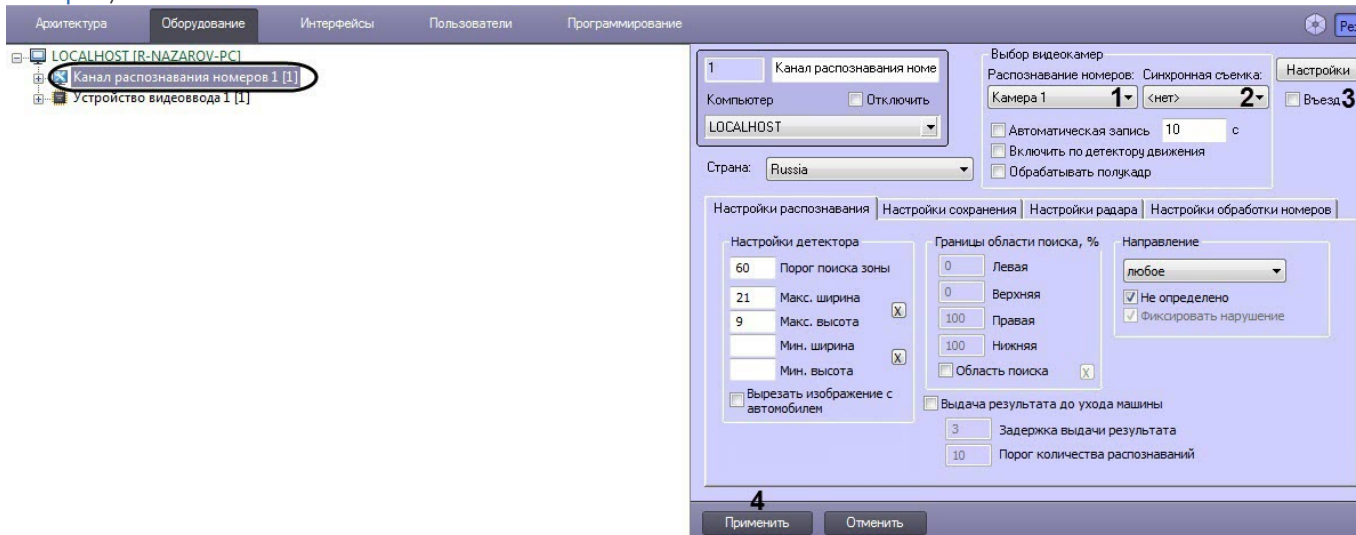 Архитектура Оборудование Интерфейсы Пользователи Программирование
LOCALHOST [R-NAZAROV-PC]
Канал распознавания номеров 1 [1]
Устройство видеоввода 1 [1]
1 Канал распознавания номе
Компьютер Отключить
LOCALHOST
Выбор видеокамер
Распознавание номеров: Синхронная съемка:
Камера 1 1 <нет> 2
Автоматическая запись 10 с
Включить по детектору движения
Обрабатывать полукадр
Настройки
Въезд 3
Страна: Russia
Настройки распознавания Настройки сохранения Настройки радара Настройки обработки номеров
Настройки детектора
60 Порог поиска зоны
21 Макс. ширина
9 Макс. высота
X
Мин. ширина
Мин. высота
X
Вырезать изображение с
автомобилем
Границы области поиска, %
0 Левая
0 Верхняя
100 Правая
100 Нижняя
Область поиска X
Направление
любое
Не определено
Фиксировать нарушение
Выдача результата до ухода машины
3 Задержка выдачи результата
10 Порог количества распознаваний
4
Применить Отменить